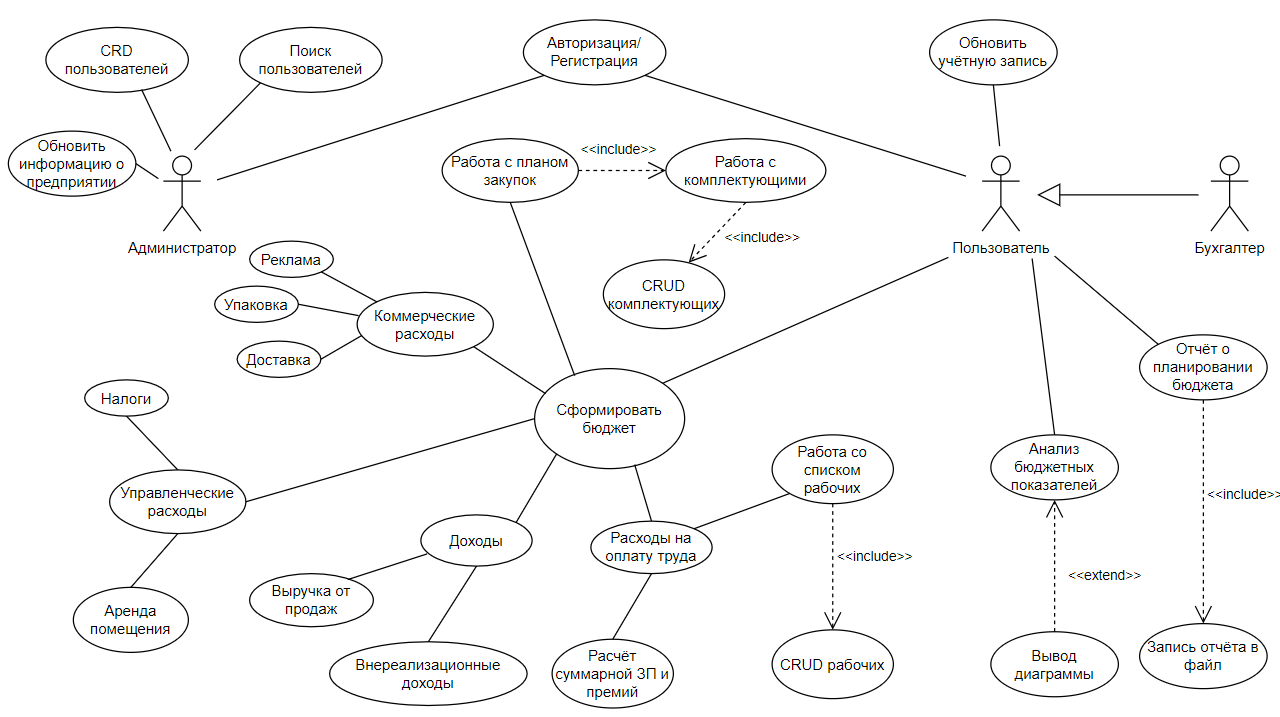 CRD
пользователей
Поиск
пользователей
Авторизация/
Регистрация
Обновить
учётную запись
Обновить
информацию о
предприятии
Работа с планом
закупок
<<include>>
Работа с
комплектующими
Администратор
Пользователь
Бухгалтер
<<include>>
CRUD
комплектующих
Реклама
Упаковка
Доставка
Коммерческие
расходы
Отчёт о
планировании
бюджета
Налоги
Сформировать
бюджет
Работа со
списком
рабочих
Анализ
бюджетных
показателей
Управленческие
расходы
<<include>>
Доходы
Расходы на
оплату труда
<<include>>
<<extend>>
Выручка от
продаж
Аренда
помещения
Внереализационные
доходы
Расчёт
суммарной ЗП и
премий
CRUD рабочих
Вывод
диаграммы
Запись отчёта в
файл